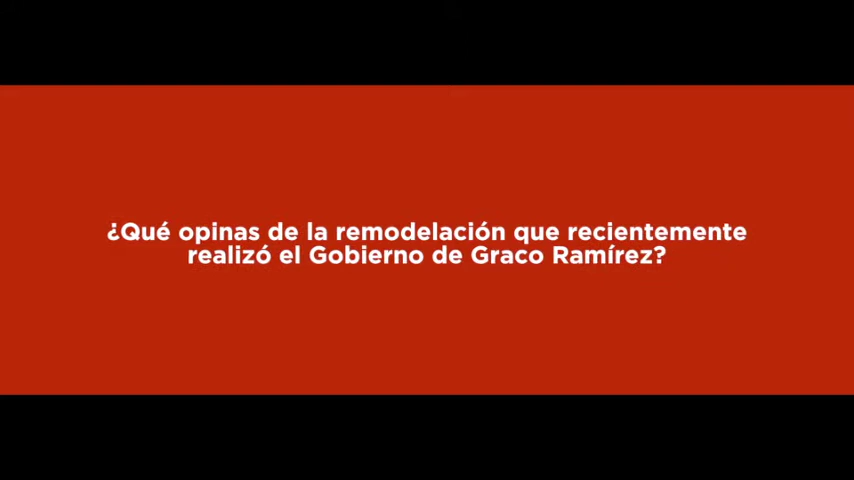 ¿Qué opinas de la remodelación que recientemente
realizó el Gobierno de Graco Ramírez?